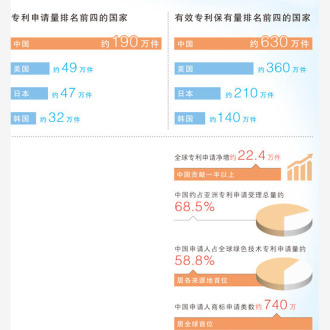 专利申请量排名前四的国家
中国 约190万件
美国 约49万件
日本 约47万件
韩国 约32万件
有效专利保有量排名前四的国家
中国 约630万件
美国 约360万件
日本 约210万件
韩国 约140万件
全球专利申请净增约22.4万件
中国贡献一半以上
中国约占亚洲专利申请受理总量的
68.5%
中国申请人占全球绿色技术专利申请量的
58.8%
居各来源地首位
中国申请人商标申请类数约740万
居全球首位